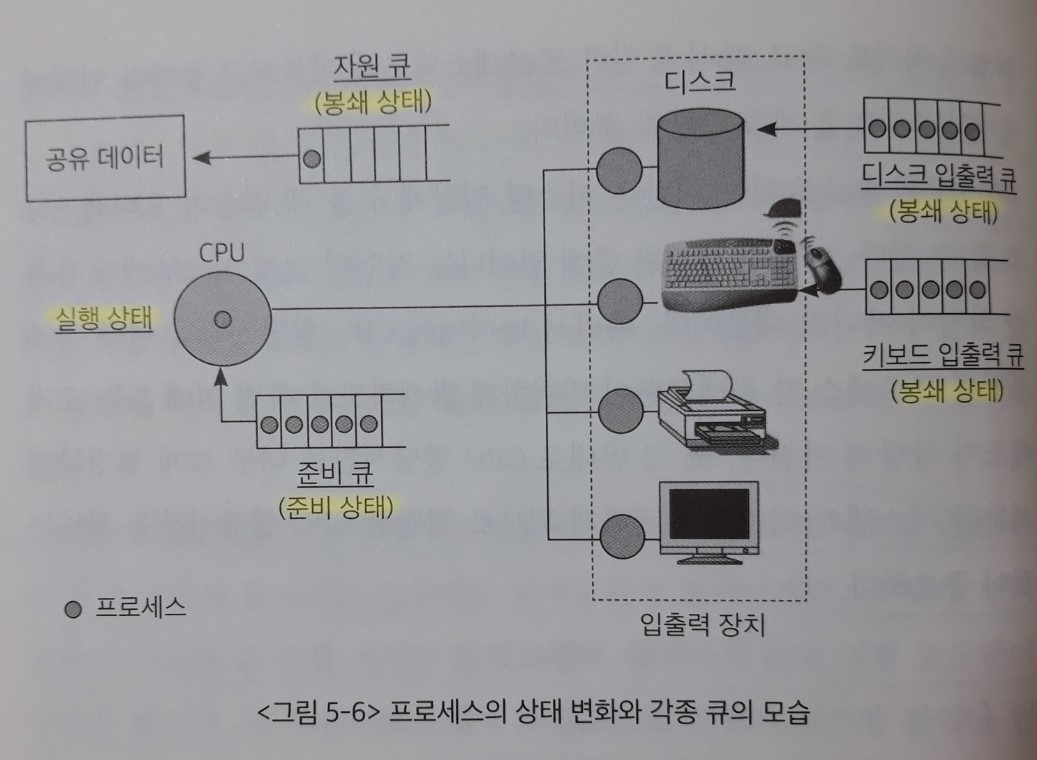 자원 큐
(봉쇄 상태)
공유 데이터
디스크
디스크 입출력 큐
(봉쇄 상태)
CPU
실행 상태
키보드 입출력 큐
(봉쇄 상태)
준비 큐
(준비 상태)
프로세스
입출력 장치
<그림 5-6> 프로세스의 상태 변화와 각종 큐의 모습